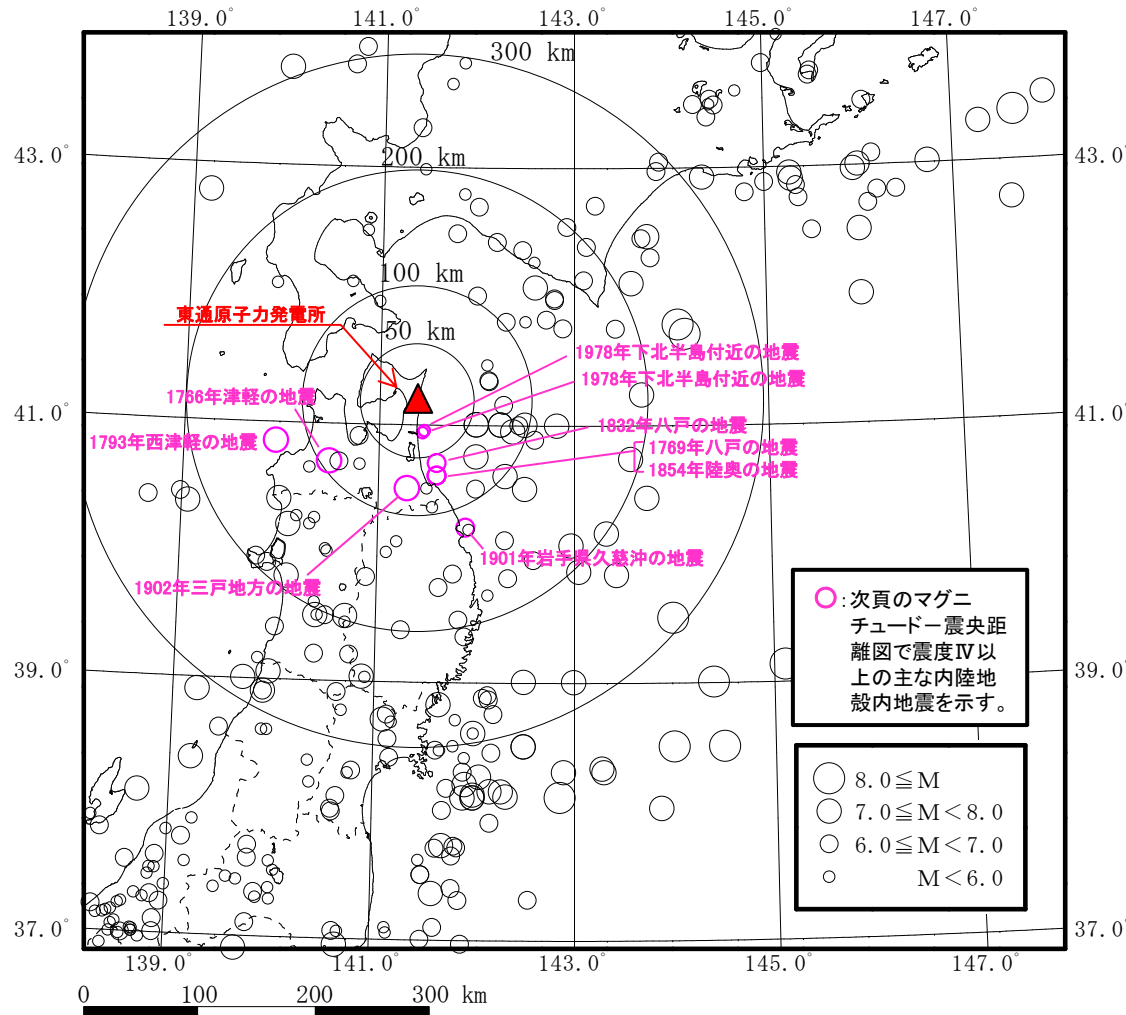 139.0°
141.0°
143.0°
145.0°
147.0°
300 km
43.0°
43.0°
200 km
100 km
東通原子力発電所
50 km
1978年下北半島付近の地震
1978年下北半島付近の地震
1766年津軽の地震
41.0°
41.0°
1832年八戸の地震
1793年西津軽の地震
1769年八戸の地震
1854年陸奥の地震
1901年岩手県久慈沖の地震
1902年三戸地方の地震
○:次頁のマグニ
チュードー震央距
離図で震度Ⅳ以
上の主な内陸地
殻内地震を示す。
39.0°
39.0°
8.0≦M
7.0≦M<8.0
6.0≦M<7.0
M<6.0
37.0°
37.0°
139.0°
141.0°
143.0°
145.0°
147.0°
0 100 200 300 km